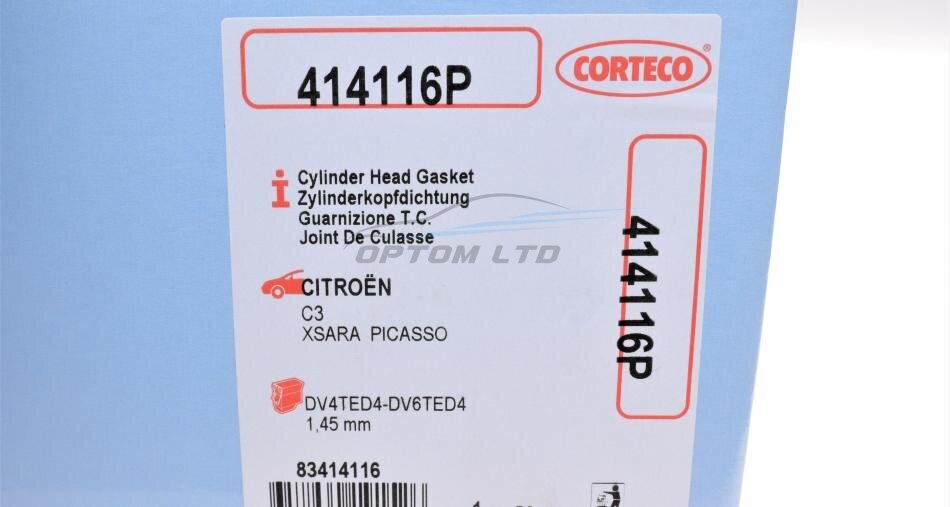 414116P
CORTECO®
Cylinder Head Gasket
Zylinderkopfdichtung
Guarnizione T.C.
Joint De Culasse
OPTOM LTD
CITROËN
C3
XSARA PICASSO
414116P
DV4TED4-DV6TED4
1,45 mm
83414116